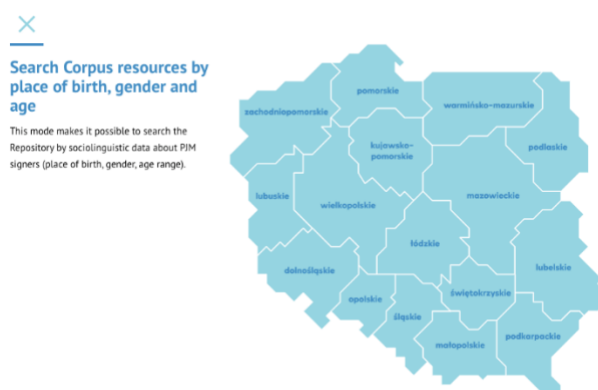 Search Corpus resources by
place of birth, gender and
age
This mode makes it possible to search the
Repository by sociolinguistic data about PJM
signers (place of birth, gender, age range).
pomorskie
warmińsko-mazurskie
zachodniopomorskie
kujawsko-
pomorskie
podlaskie
lubuskie
wielkopolskie
mazowieckie
łódzkie
dolnośląskie
lubelskie
opolskie
świętokrzyskie
śląskie
małopolskie
podkarpackie